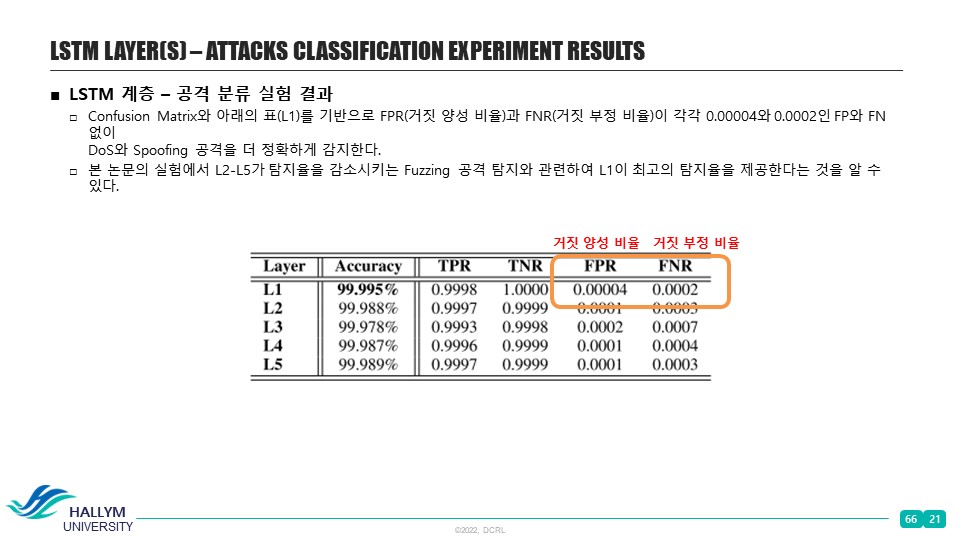 LSTM LAYER(S) – ATTACKS CLASSIFICATION EXPERIMENT RESULTS
■ LSTM 계층 – 공격 분류 실험 결과
□ Confusion Matrix와 아래의 표(L1)를 기반으로 FPR(거짓 양성 비율)과 FNR(거짓 부정 비율)이 각각 0.00004와 0.0002인 FP와 FN
없이
DoS와 Spoofing 공격을 더 정확하게 감지한다.
□ 본 논문의 실험에서 L2-L5가 탐지율을 감소시키는 Fuzzing 공격 탐지와 관련하여 L1이 최고의 탐지율을 제공한다는 것을 알 수
있다.
거짓 양성 비율 거짓 부정 비율
Layer Accuracy TPR TNR FPR FNR
L1 99.995% 0.9998 1.0000 0.00004 0.0002
L2 99.988% 0.9997 0.9999 0.0001 0.0003
L3 99.978% 0.9993 0.9998 0.0002 0.0007
L4 99.987% 0.9996 0.9999 0.0001 0.0004
L5 99.989% 0.9997 0.9999 0.0001 0.0003
HALLYM
UNIVERSITY
©2022, DCRL
66 21